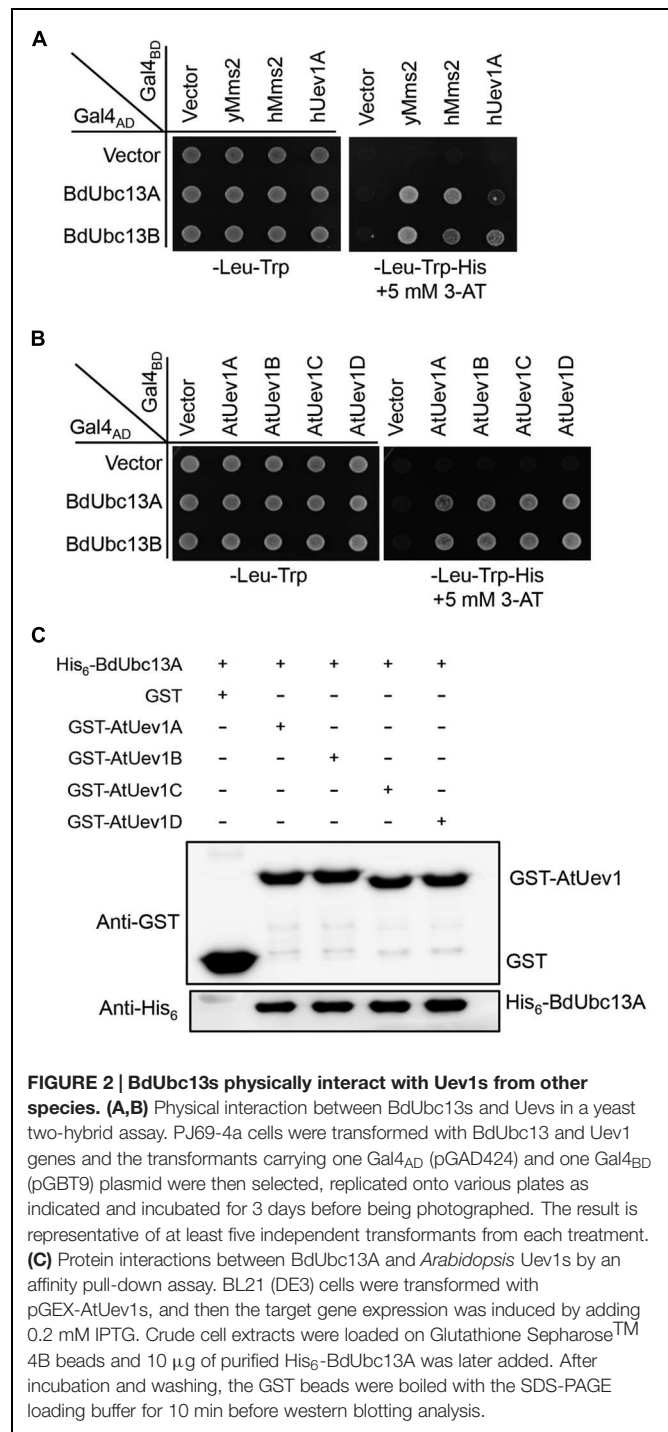 A
Gal4BD
Vector
yMms2
hMms2
hUev1A
Vector
yMms2
hMms2
hUev1A
Gal4AD
Vector
BdUbc13A
BdUbc13B
-Leu-Trp
-Leu-Trp-His
+5 mM 3-AT
B
Gal4BD
Vector
AtUev1A
AtUev1B
AtUev1C
AtUev1D
Vector
AtUev1A
AtUev1B
AtUev1C
AtUev1D
Gal4AD
Vector
BdUbc13A
BdUbc13B
-Leu-Trp
-Leu-Trp-His
+5 mM 3-AT
C
His6-BdUbc13A + + + + +
GST + – – – –
GST-AtUev1A – + – – –
GST-AtUev1B – – + – –
GST-AtUev1C – – – + –
GST-AtUev1D – – – – +
Anti-GST
GST-AtUev1
GST
Anti-His6
His6-BdUbc13A
FIGURE 2 | BdUbc13s physically interact with Uev1s from other
species. (A,B) Physical interaction between BdUbc13s and Uevs in a yeast
two-hybrid assay. PJ69-4a cells were transformed with BdUbc13 and Uev1
genes and the transformants carrying one Gal4AD (pGAD424) and one Gal4BD
(pGBT9) plasmid were then selected, replicated onto various plates as
indicated and incubated for 3 days before being photographed. The result is
representative of at least five independent transformants from each treatment.
(C) Protein interactions between BdUbc13A and Arabidopsis Uev1s by an
affinity pull-down assay. BL21 (DE3) cells were transformed with
pGEX-AtUev1s, and then the target gene expression was induced by adding
0.2 mM IPTG. Crude cell extracts were loaded on Glutathione Sepharose™
4B beads and 10 μg of purified His6-BdUbc13A was later added. After
incubation and washing, the GST beads were boiled with the SDS-PAGE
loading buffer for 10 min before western blotting analysis.